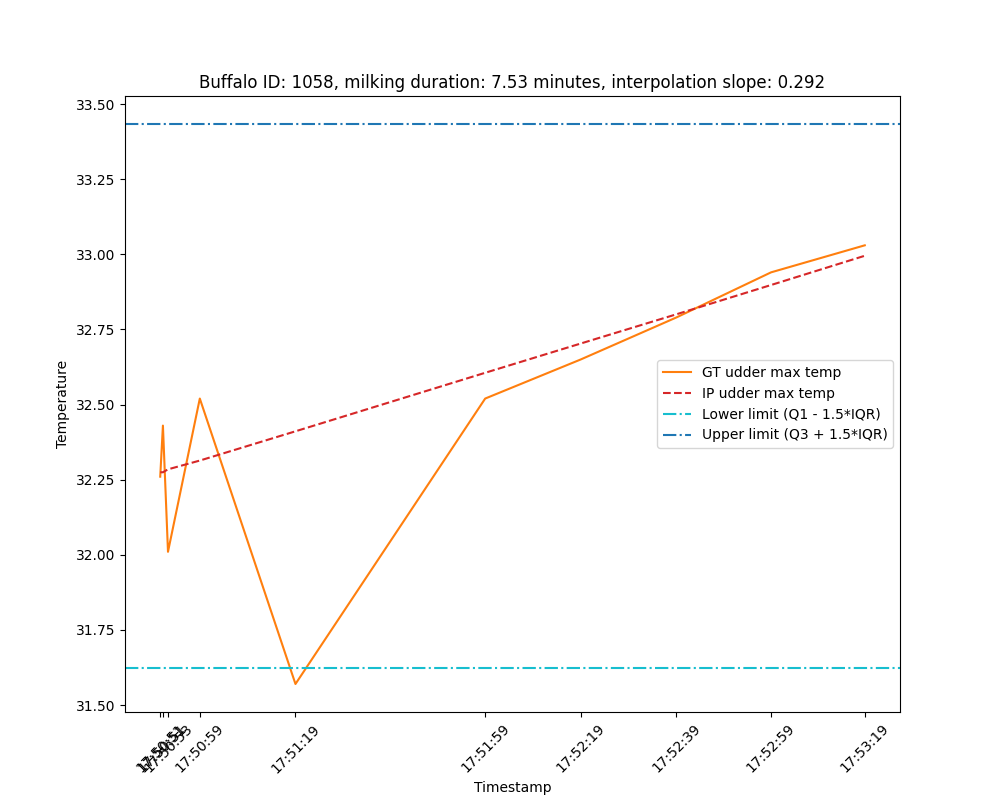 Buffalo ID: 1058, milking duration: 7.53 minutes, interpolation slope: 0.292
33.50
33.25
33.00
32.75
32.50
32.25
32.00
31.75
31.50
Temperature
GT udder max temp
IP udder max temp
Lower limit (Q1 - 1.5*IQR)
Upper limit (Q3 + 1.5*IQR)
17:50:59
17:51:19
17:51:59
17:52:19
17:52:39
17:52:59
17:53:19
Timestamp